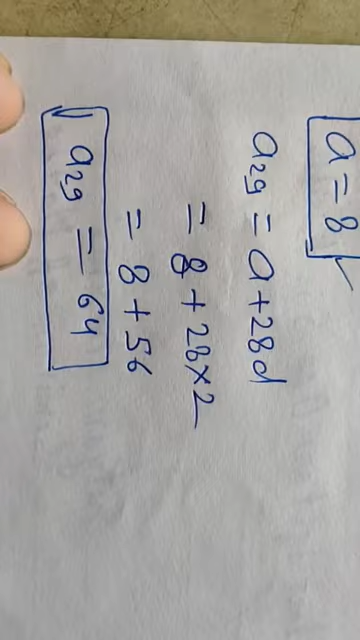 a = 8
a₂₉ = a + 28d
= 8 + 28 × 2
= 8 + 56
a₂₉ = 64